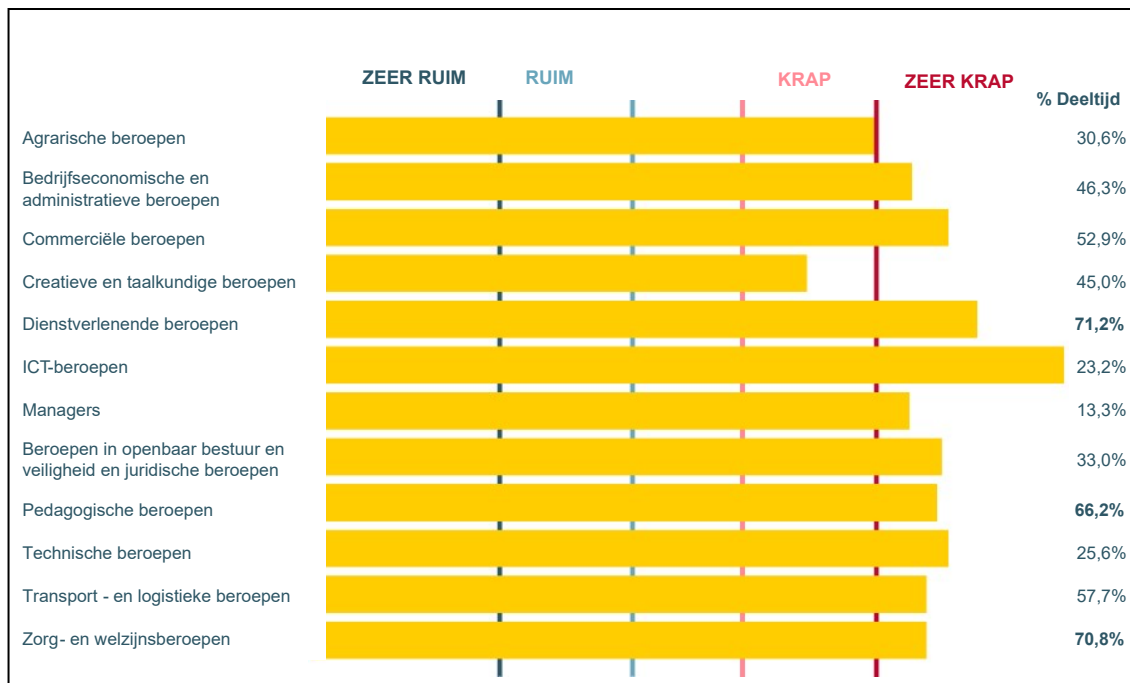 ZEER RUIM RUIM KRAP ZEER KRAP
% Deeltijd
Agrarische beroepen 30,6%
Bedrijfseconomische en
administratieve beroepen 46,3%
Commerciële beroepen 52,9%
Creatieve en taalkundige beroepen 45,0%
Dienstverlenende beroepen 71,2%
ICT-beroepen 23,2%
Managers 13,3%
Beroepen in openbaar bestuur en
veiligheid en juridische beroepen 33,0%
Pedagogische beroepen 66,2%
Technische beroepen 25,6%
Transport - en logistieke beroepen 57,7%
Zorg- en welzijnsberoepen 70,8%